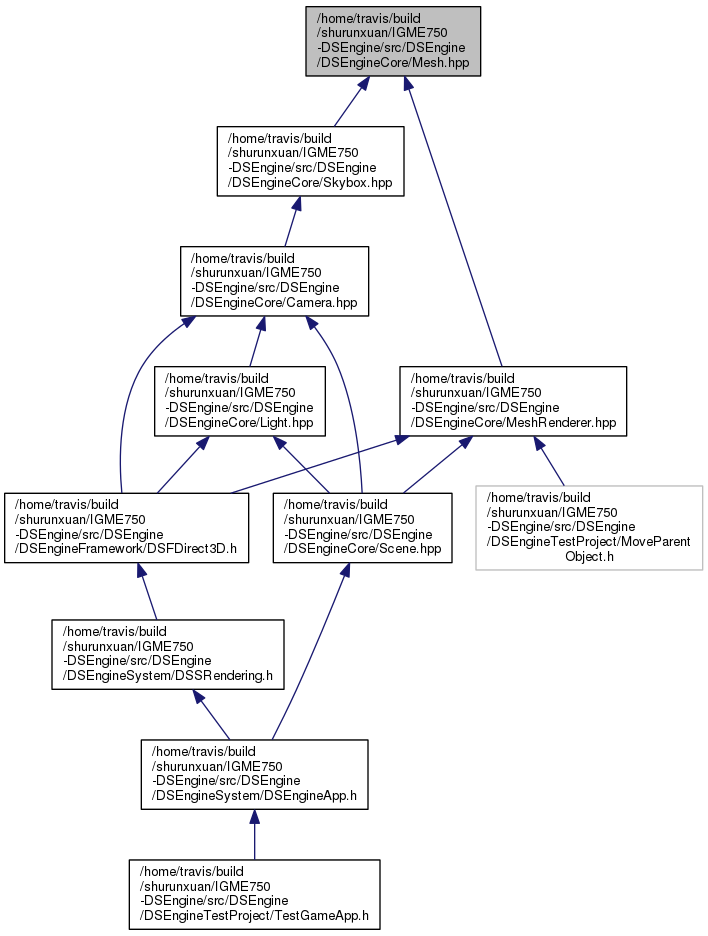 /home/travis/build
/shurunxuan/IGME750
-DSEngine/src/DSEngine
/DSEngineCore/Mesh.hpp
/home/travis/build
/shurunxuan/IGME750
-DSEngine/src/DSEngine
/DSEngineCore/Skybox.hpp
/home/travis/build
/shurunxuan/IGME750
-DSEngine/src/DSEngine
/DSEngineCore/Camera.hpp
/home/travis/build
/shurunxuan/IGME750
-DSEngine/src/DSEngine
/DSEngineCore/Light.hpp
/home/travis/build
/shurunxuan/IGME750
-DSEngine/src/DSEngine
/DSEngineCore/MeshRenderer.hpp
/home/travis/build
/shurunxuan/IGME750
-DSEngine/src/DSEngine
/DSEngineFramework/DSFDirect3D.h
/home/travis/build
/shurunxuan/IGME750
-DSEngine/src/DSEngine
/DSEngineCore/Scene.hpp
/home/travis/build
/shurunxuan/IGME750
-DSEngine/src/DSEngine
/DSEngineTestProject/MoveParent
Object.h
/home/travis/build
/shurunxuan/IGME750
-DSEngine/src/DSEngine
/DSEngineSystem/DSSRendering.h
/home/travis/build
/shurunxuan/IGME750
-DSEngine/src/DSEngine
/DSEngineSystem/DSEngineApp.h
/home/travis/build
/shurunxuan/IGME750
-DSEngine/src/DSEngine
/DSEngineTestProject/TestGameApp.h